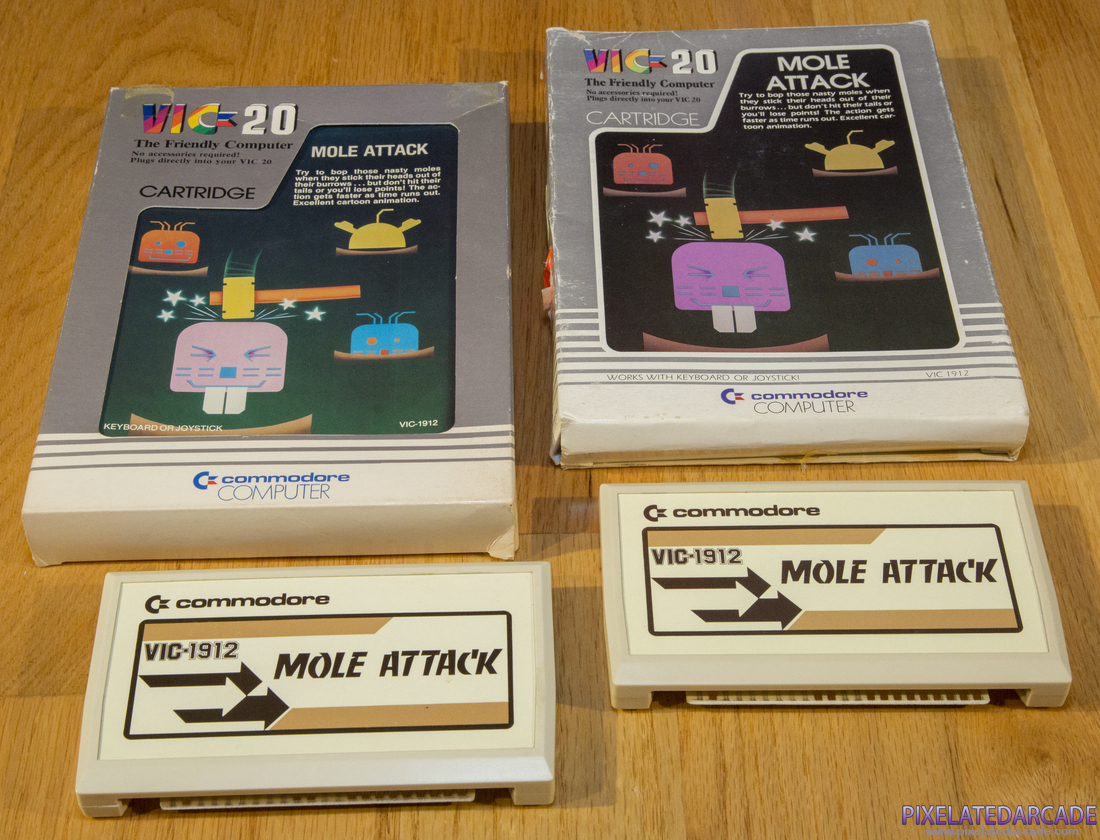 VIC-20
The Friendly Computer
No accessories required!
Plugs directly into your VIC 20
CARTRIDGE
MOLE ATTACK
Try to bop those nasty moles
when they stick their heads out of
their burrows... but don't hit their
tails or you'll lose points! The ac-
tion gets faster as time runs out.
Excellent cartoon animation.
KEYBOARD OR JOYSTICK
VIC-1912
commodore
COMPUTER
VIC-20
The Friendly Computer
No accessories required!
Plugs directly into your VIC 20
CARTRIDGE
MOLE
ATTACK
Try to bop those nasty moles when
they stick their heads out of their
burrows... but don't hit their tails or
you'll lose points! The action gets
faster as time runs out. Excellent car-
toon animation.
WORKS WITH KEYBOARD OR JOYSTICK!
VIC 1912
commodore
COMPUTER
commodore
VIC-1912
MOLE ATTACK
commodore
VIC-1912
MOLE ATTACK
PIXELATEDARCADE
www.pixelatedarcade.com